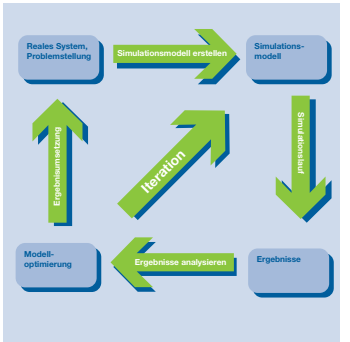 Reales System,
Problemstellung
Simulationsmodell erstellen
Simulations-
modell
Simulationslauf
Iteration
Ergebnisumsetzung
Modell-
optimierung
Ergebnisse analysieren
Ergebnisse